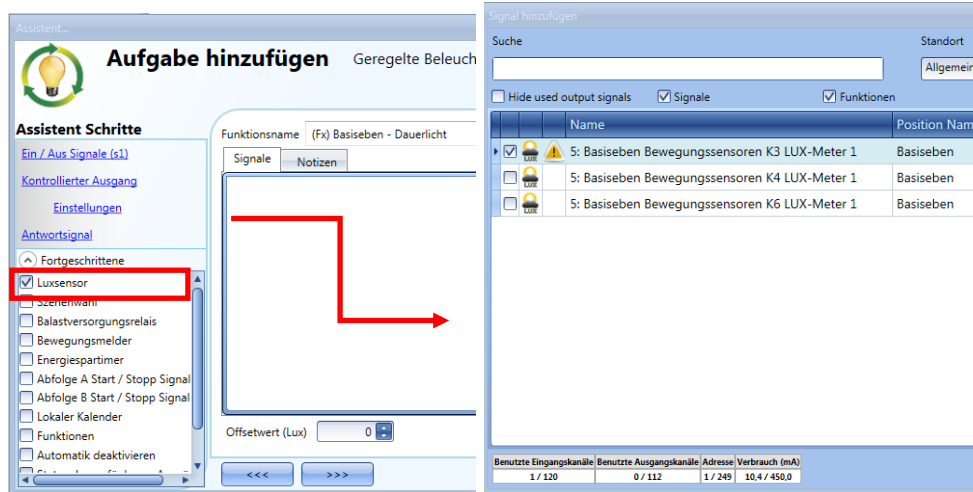 Assistent...
Aufgabe hinzufügen Geregelte Beleuch
Assistent Schritte
Ein / Aus Signale (s1)
Kontrollierter Ausgang
Einstellungen
Antwortsignal
Fortgeschrittene
Luxsensor
Szenenwahl
Balastversorgungsrelais
Bewegungsmelder
Energiespartimer
Abfolge A Start / Stopp Signal
Abfolge B Start / Stopp Signal
Lokaler Kalender
Funktionen
Automatik deaktivieren
Funktionsname (Fx) Basiseben - Dauerlicht
Signale Notizen
Offsetwert (Lux) 0
<<< >>>
Signal hinzufügen
Suche Standort
Allgemein
Hide used output signals Signale Funktionen
Name Position Nam
LUX 5: Basiseben Bewegungssensoren K3 LUX-Meter 1 Basiseben
LUX 5: Basiseben Bewegungssensoren K4 LUX-Meter 1 Basiseben
LUX 5: Basiseben Bewegungssensoren K6 LUX-Meter 1 Basiseben
Benutzte Eingangskanäle Benutzte Ausgangskanäle Adresse Verbrauch (mA)
1 / 120 0 / 112 1 / 249 10,4 / 450,0